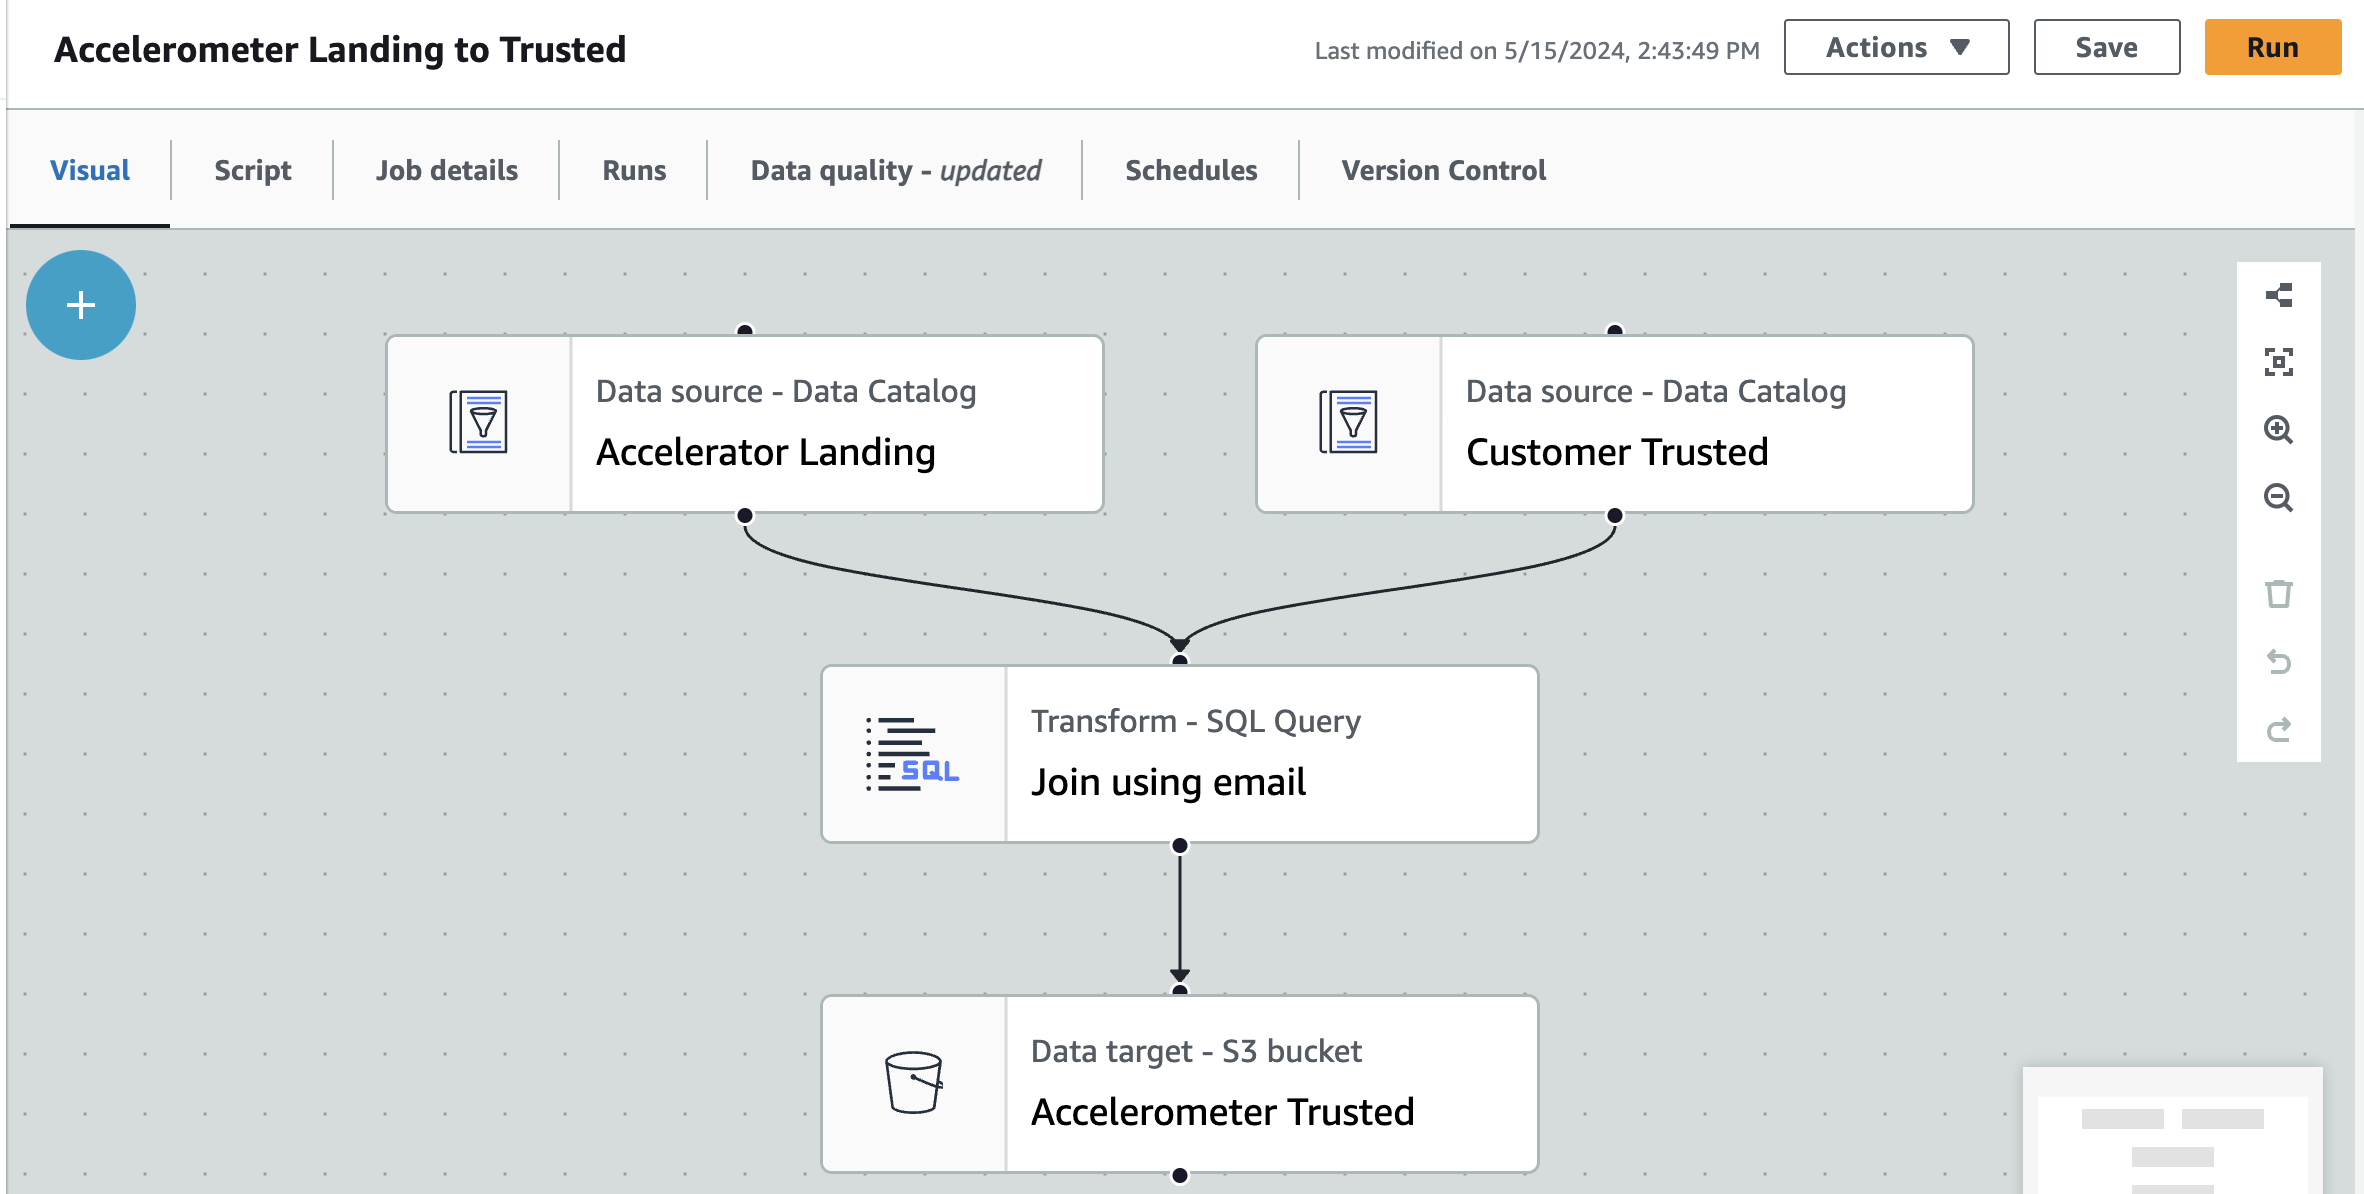 Accelerometer Landing to Trusted
Last modified on 5/15/2024, 2:43:49 PM
Actions
Save
Run
Visual
Script
Job details
Runs
Data quality - updated
Schedules
Version Control
Data source - Data Catalog
Accelerator Landing
Data source - Data Catalog
Customer Trusted
SQL
Transform - SQL Query
Join using email
Data target - S3 bucket
Accelerometer Trusted